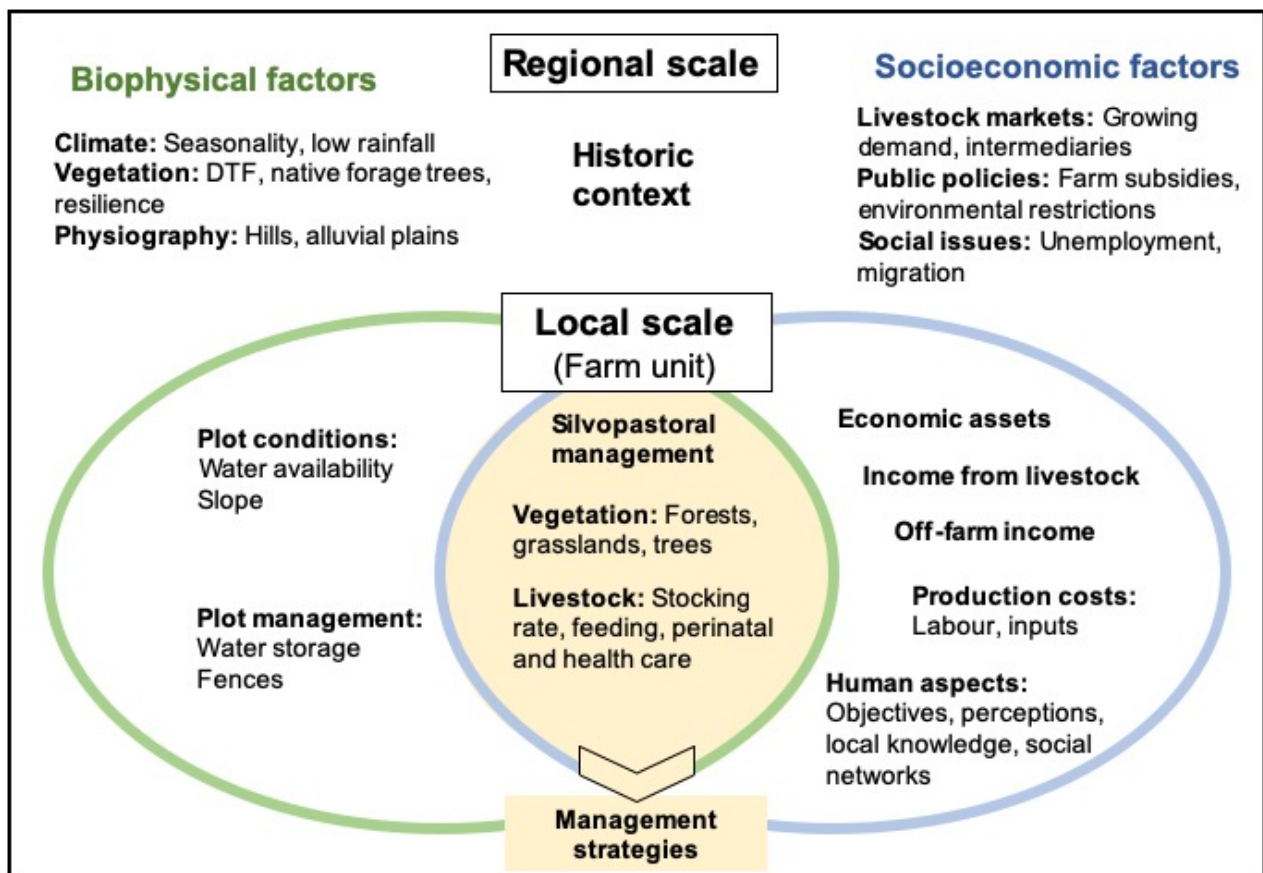 Regional scale
Biophysical factors
Climate: Seasonality, low rainfall
Vegetation: DTF, native forage trees,
resilience
Physiography: Hills, alluvial plains
Historic
context
Socioeconomic factors
Livestock markets: Growing
demand, intermediaries
Public policies: Farm subsidies,
environmental restrictions
Social issues: Unemployment,
migration
Local scale
(Farm unit)
Plot conditions:
Water availability
Slope
Plot management:
Water storage
Fences
Silvopastoral
management
Vegetation: Forests,
grasslands, trees
Livestock: Stocking
rate, feeding, perinatal
and health care
Economic assets
Income from livestock
Off-farm income
Production costs:
Labour, inputs
Human aspects:
Objectives, perceptions,
local knowledge, social
networks
Management
strategies